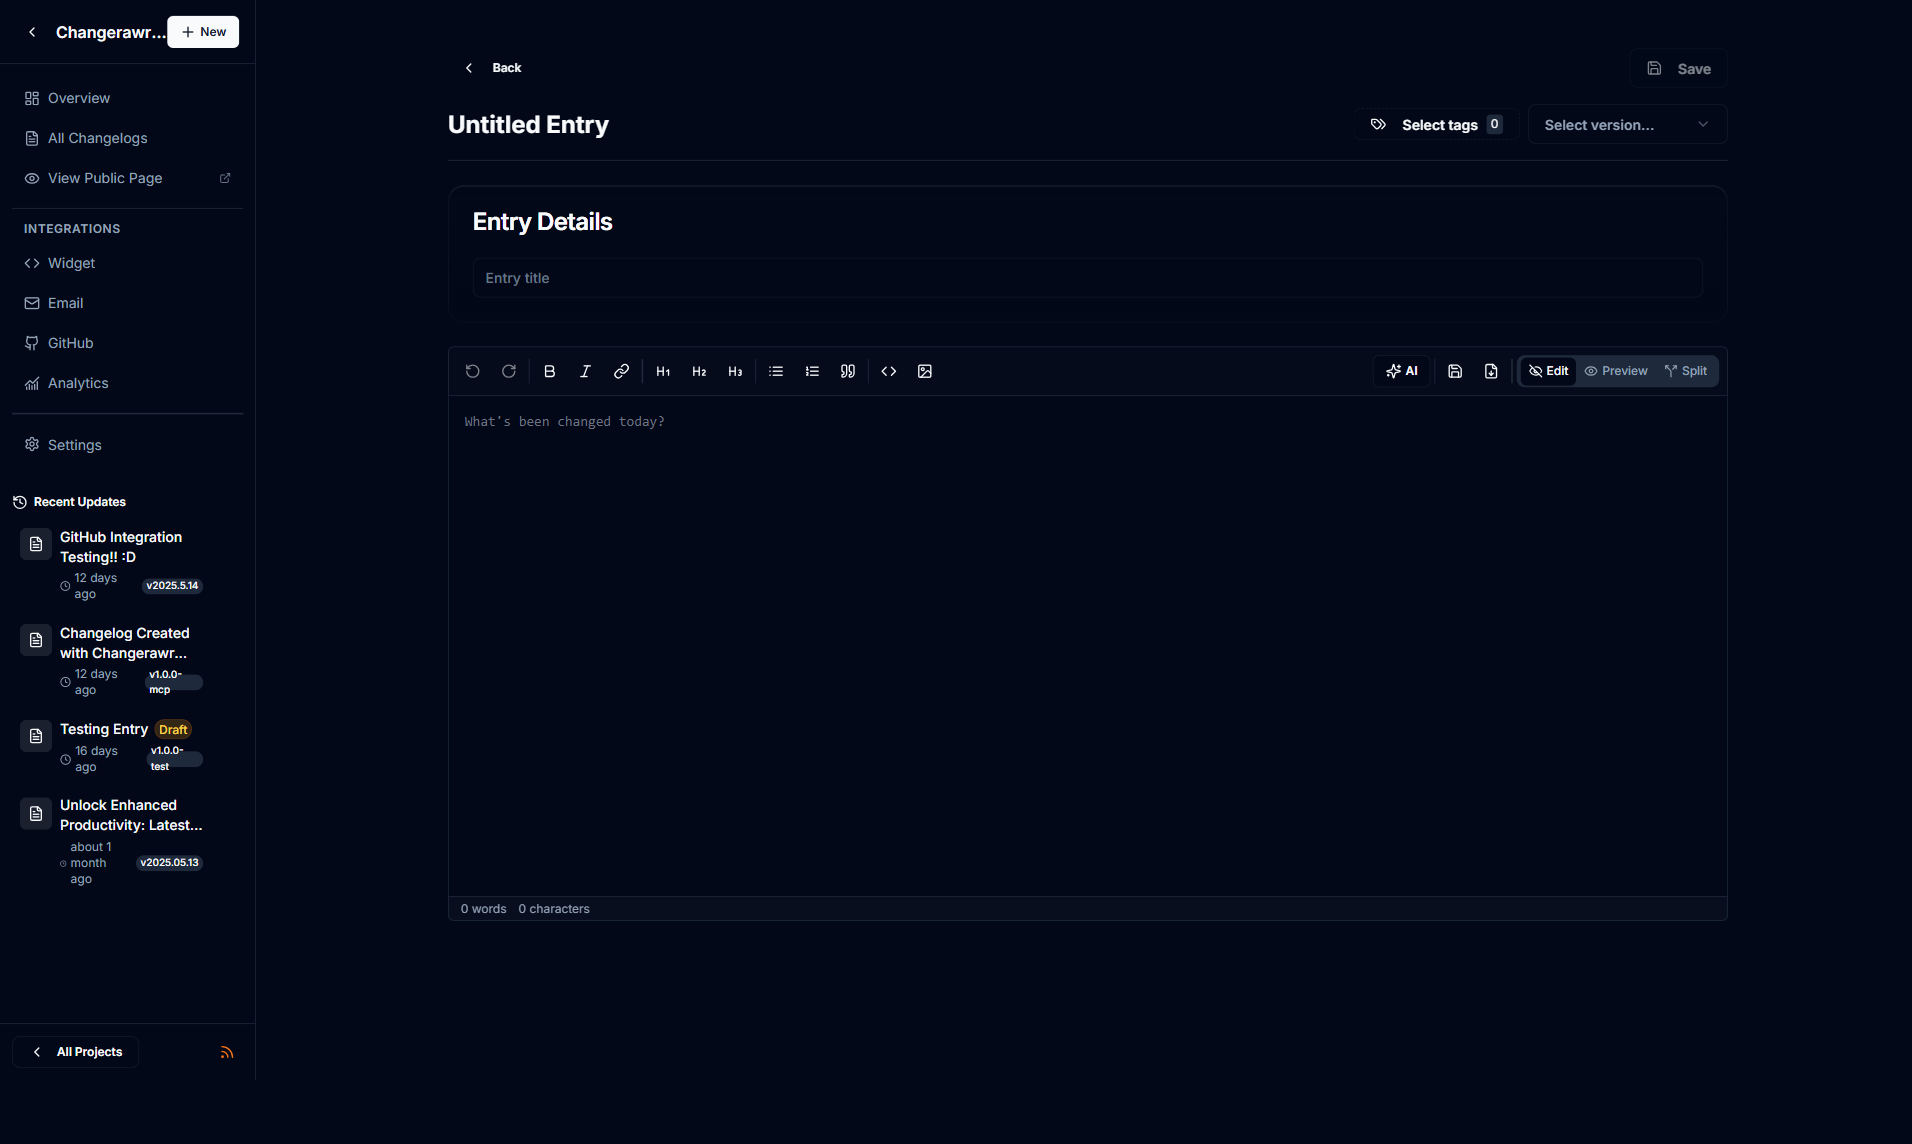 Changerawr...
New
Overview
All Changelogs
View Public Page
INTEGRATIONS
Widget
Email
GitHub
Analytics
Settings
Recent Updates
GitHub Integration
Testing!! :D
12 days
ago
v2025.5.14
Changelog Created
with Changerawr...
12 days
ago
v1.0.0-
mcp
Testing Entry Draft
16 days
ago
v1.0.0-
test
Unlock Enhanced
Productivity: Latest...
about 1
month
ago
v2025.05.13
All Projects
Back
Save
Untitled Entry
Select tags 0
Select version...
Entry Details
Entry title
B I H1 H2 H3
AI
Edit Preview Split
What's been changed today?
0 words 0 characters